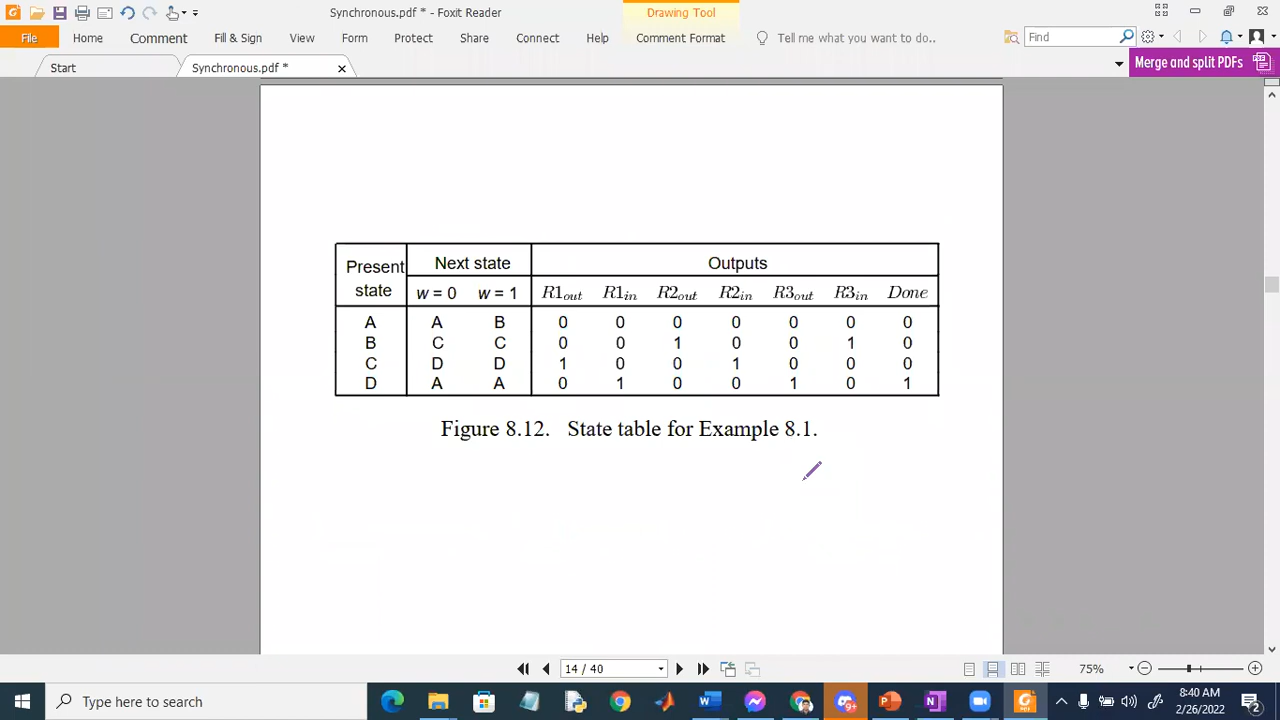 Synchronous.pdf * - Foxit Reader
Drawing Tool
File Home Comment Fill & Sign View Form Protect Share Connect Help Comment Format Tell me what you want to do.. Find
Start Synchronous.pdf * Merge and split PDFs
Present state Next state Outputs
w = 0 w = 1 R1out R1in R2out R2in R3out R3in Done
A A B 0 0 0 0 0 0 0
B C C 0 0 1 0 0 1 0
C D D 1 0 0 1 0 0 0
D A A 0 1 0 0 1 0 1
Figure 8.12. State table for Example 8.1.
14 / 40 75%
Type here to search
9+
8:40 AM
2/26/2022
2